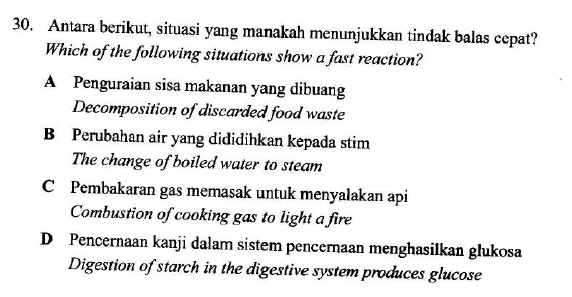 30. Antara berikut, situasi yang manakah menunjukkan tindak balas cepat?
Which of the following situations show a fast reaction?
A Penguraian sisa makanan yang dibuang
Decomposition of discarded food waste
B Perubahan air yang dididihkan kepada stim
The change of boiled water to steam
C Pembakaran gas memasak untuk menyalakan api
Combustion of cooking gas to light a fire
D Pencernaan kanji dalam sistem pencernaan menghasilkan glukosa
Digestion of starch in the digestive system produces glucose